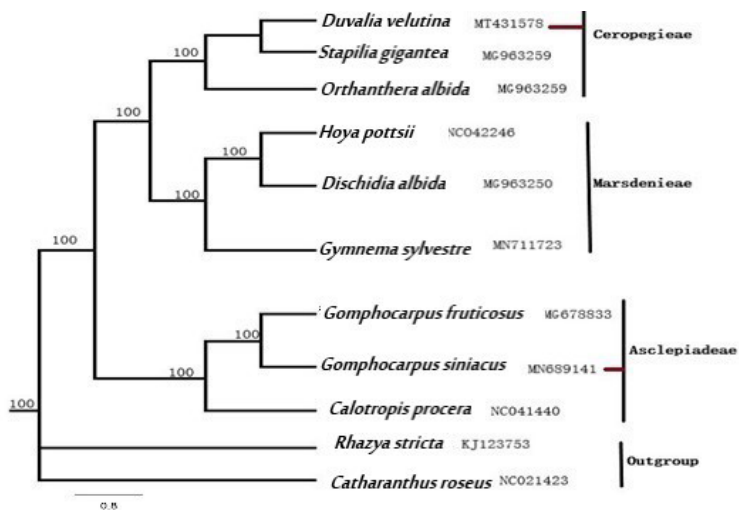 Duvalia velutina MT431578
Ceropegieae
100
Stapilia gigantea MG963259
100
Orthanthera albida MG963259
100
Hoya pottsii NC042246
100
Dischidia albida MG963250
Marsdenieae
100
100
Gymnema sylvestre MN711723
Gomphocarpus fruticosus MG678833
100
Asclepiadeae
Gomphocarpus siniacus MN689141
100
100
Calotropis procera NC041440
Rhazya stricta KJ123753
Outgroup
Catharanthus roseus NC021423
0.8